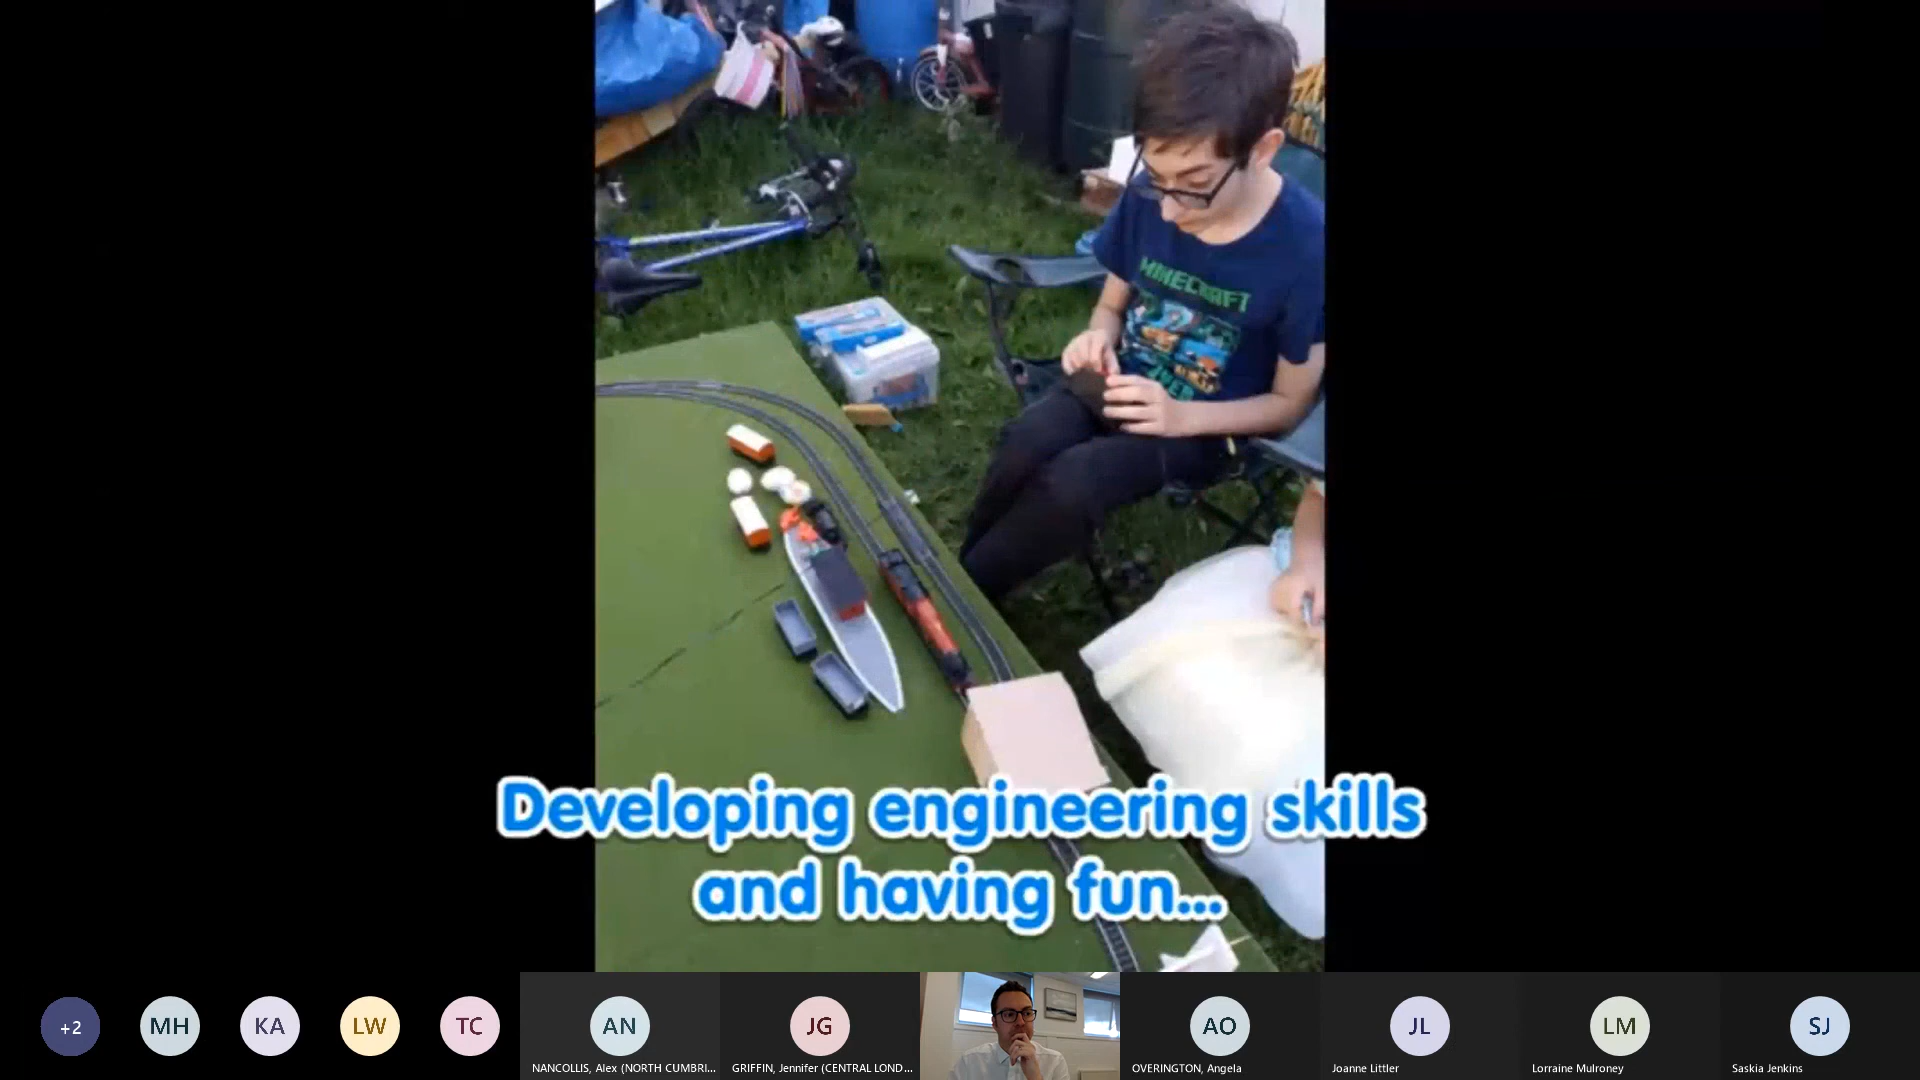 MINECRAFT
Developing engineering skills
and having fun...
+2
MH
KA
LW
TC
AN
JG
AO
JL
LM
SJ
NANCOLLIS, Alex (NORTH CUMBRI...
GRIFFIN, Jennifer (CENTRAL LOND...
OVERINGTON, Angela
Joanne Littler
Lorraine Mulroney
Saskia Jenkins